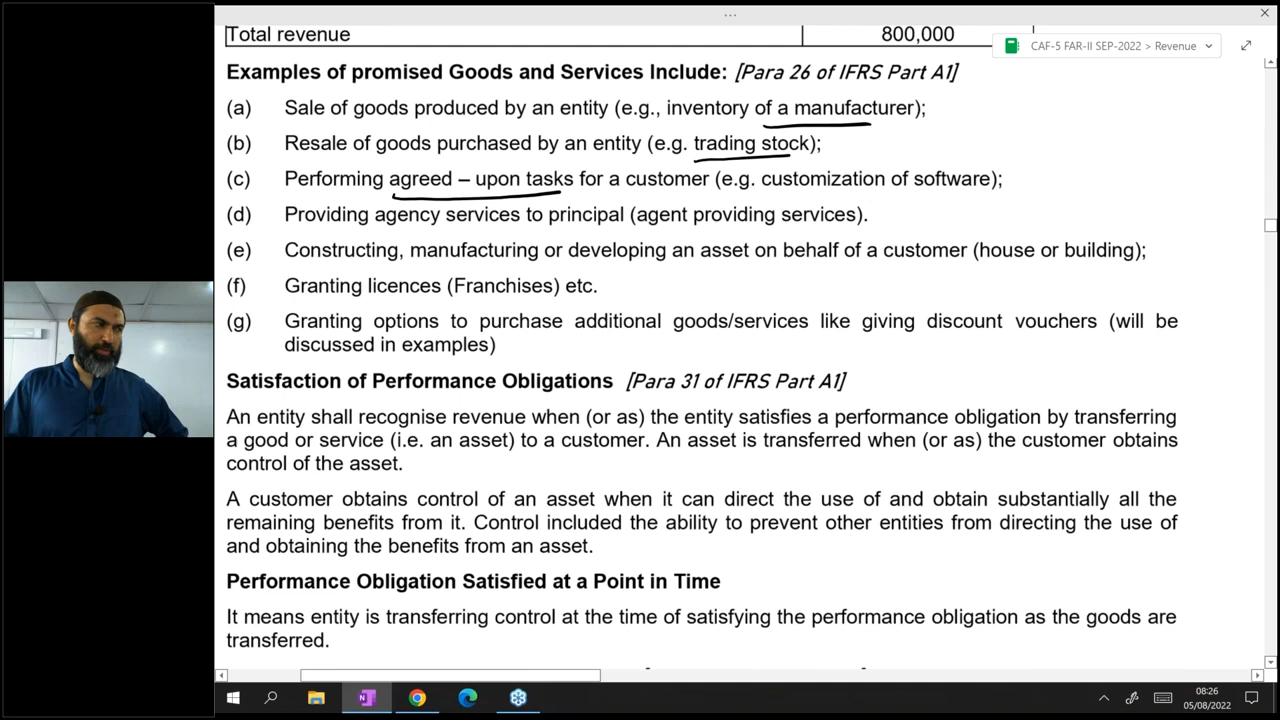 Total revenue 800,000
CAF-5 FAR-II SEP-2022 > Revenue
Examples of promised Goods and Services Include: [Para 26 of IFRS Part A1]
(a) Sale of goods produced by an entity (e.g., inventory of a manufacturer);
(b) Resale of goods purchased by an entity (e.g. trading stock);
(c) Performing agreed – upon tasks for a customer (e.g. customization of software);
(d) Providing agency services to principal (agent providing services).
(e) Constructing, manufacturing or developing an asset on behalf of a customer (house or building);
(f) Granting licences (Franchises) etc.
(g) Granting options to purchase additional goods/services like giving discount vouchers (will be
discussed in examples)
Satisfaction of Performance Obligations [Para 31 of IFRS Part A1]
An entity shall recognise revenue when (or as) the entity satisfies a performance obligation by transferring
a good or service (i.e. an asset) to a customer. An asset is transferred when (or as) the customer obtains
control of the asset.
A customer obtains control of an asset when it can direct the use of and obtain substantially all the
remaining benefits from it. Control included the ability to prevent other entities from directing the use of
and obtaining the benefits from an asset.
Performance Obligation Satisfied at a Point in Time
It means entity is transferring control at the time of satisfying the performance obligation as the goods are
transferred.
08:26
05/08/2022